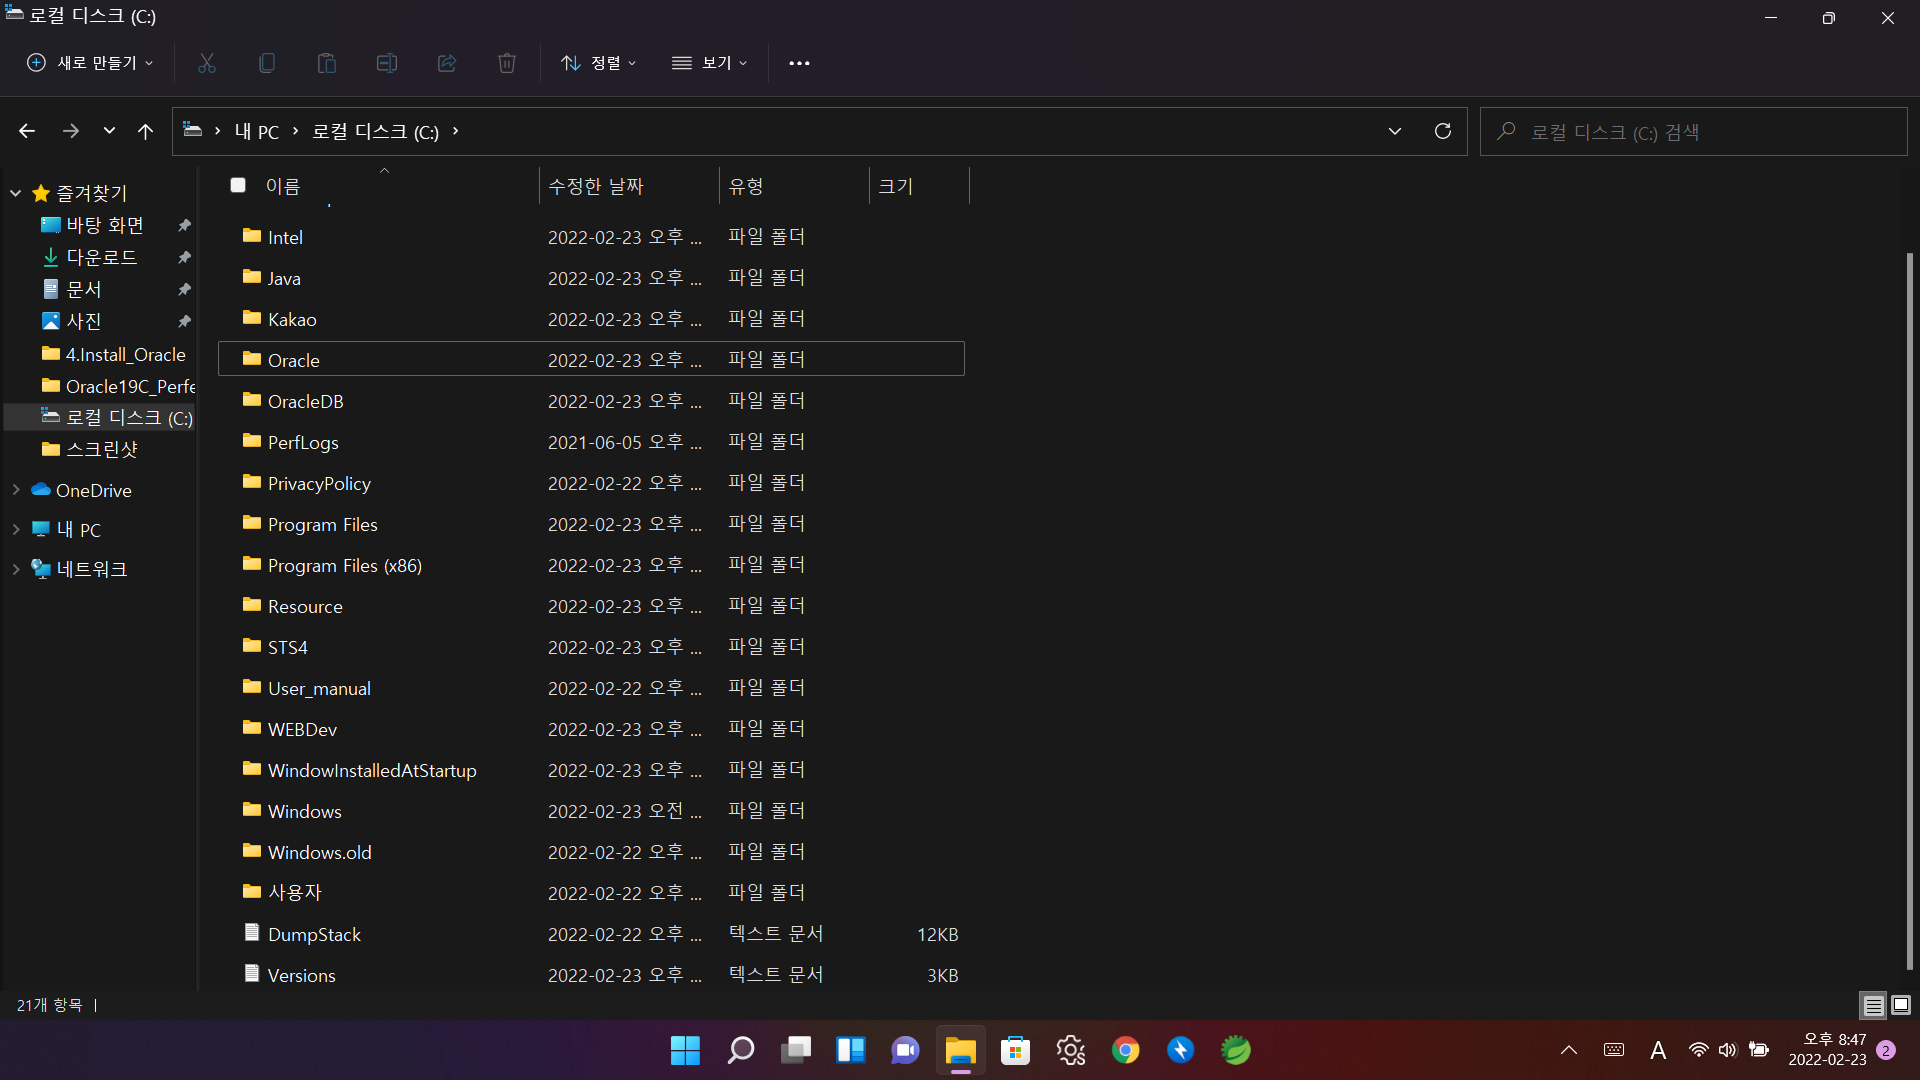 로컬 디스크 (C:)
새로 만들기
정렬
보기
내 PC
로컬 디스크 (C:)
로컬 디스크 (C:) 검색
이름 수정한 날짜 유형 크기
즐겨찾기
바탕 화면
다운로드
문서
사진
4.Install_Oracle
Oracle19C_Perfe
로컬 디스크 (C:)
스크린샷
OneDrive
내 PC
네트워크
Intel 2022-02-23 오후 ... 파일 폴더
Java 2022-02-23 오후 ... 파일 폴더
Kakao 2022-02-23 오후 ... 파일 폴더
Oracle 2022-02-23 오후 ... 파일 폴더
OracleDB 2022-02-23 오후 ... 파일 폴더
PerfLogs 2021-06-05 오후 ... 파일 폴더
PrivacyPolicy 2022-02-22 오후 ... 파일 폴더
Program Files 2022-02-23 오후 ... 파일 폴더
Program Files (x86) 2022-02-23 오후 ... 파일 폴더
Resource 2022-02-23 오후 ... 파일 폴더
STS4 2022-02-23 오후 ... 파일 폴더
User_manual 2022-02-22 오후 ... 파일 폴더
WEBDev 2022-02-23 오후 ... 파일 폴더
WindowInstalledAtStartup 2022-02-23 오후 ... 파일 폴더
Windows 2022-02-23 오전 ... 파일 폴더
Windows.old 2022-02-22 오후 ... 파일 폴더
사용자 2022-02-22 오후 ... 파일 폴더
DumpStack 2022-02-22 오후 ... 텍스트 문서 12KB
Versions 2022-02-23 오후 ... 텍스트 문서 3KB
21개 항목
A
오후 8:47
2022-02-23
2